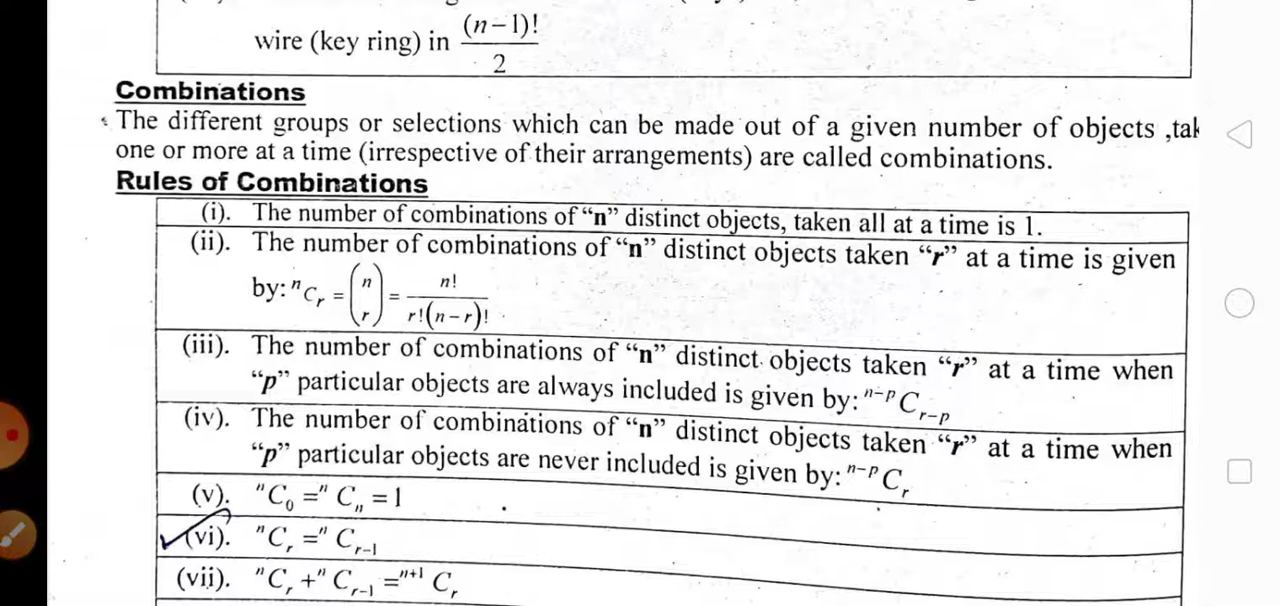 wire (key ring) in (n−1)!/2
Combinations
The different groups or selections which can be made out of a given number of objects ,tak
one or more at a time (irrespective of their arrangements) are called combinations.
Rules of Combinations
(i). The number of combinations of “n” distinct objects, taken all at a time is 1.
(ii). The number of combinations of “n” distinct objects taken “r” at a time is given
by: ⁿCᵣ = (n r) = n!/r!(n−r)!
(iii). The number of combinations of “n” distinct objects taken “r” at a time when
“p” particular objects are always included is given by: ⁿ⁻ᵖC_{r−p}
(iv). The number of combinations of “n” distinct objects taken “r” at a time when
“p” particular objects are never included is given by: ⁿ⁻ᵖCᵣ
(v). ⁿC₀ =ⁿ Cₙ = 1
(vi). ⁿCᵣ =ⁿ C_{r−1}
(vii). ⁿCᵣ +ⁿ C_{r−1} =ⁿ⁺¹ Cᵣ